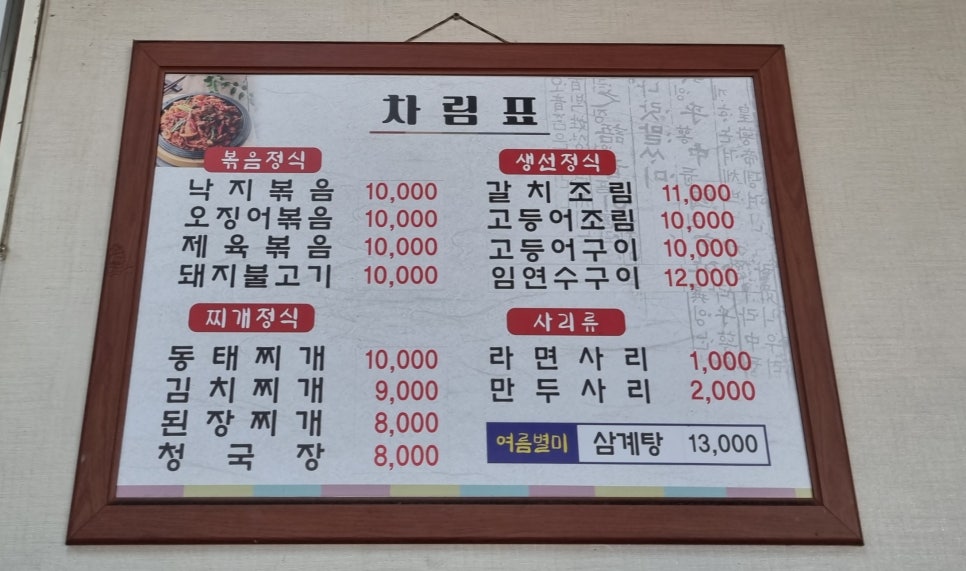 차림표
볶음정식
낙지볶음 10,000
오징어볶음 10,000
제육볶음 10,000
돼지불고기 10,000
찌개정식
동태찌개 10,000
김치찌개 9,000
된장찌개 8,000
청국장 8,000
생선정식
갈치조림 11,000
고등어조림 10,000
고등어구이 10,000
임연수구이 12,000
사리류
라면사리 1,000
만두사리 2,000
여름별미 삼계탕 13,000